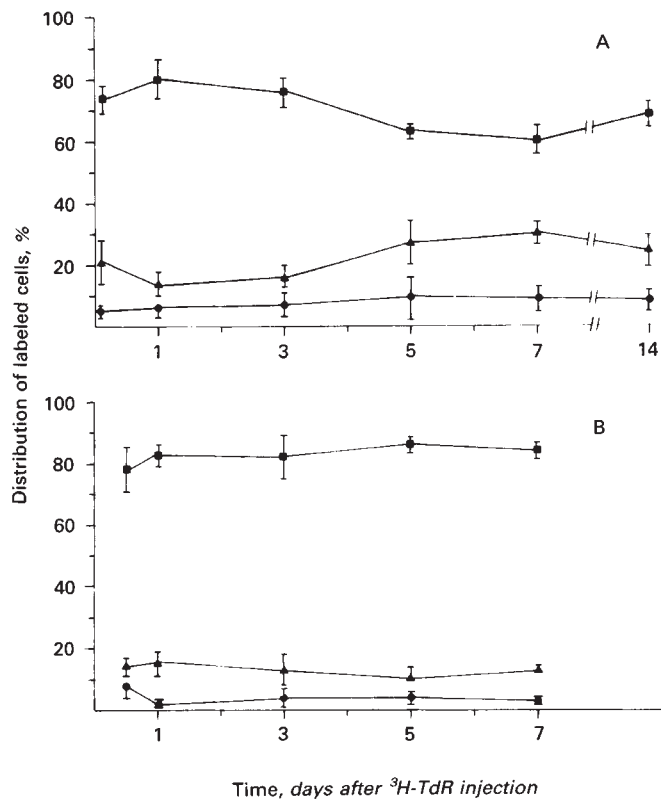 100
A
80
60
40
20
1 3 5 7 14
Distribution of labeled cells, %
100
B
80
60
40
20
1 3 5 7
Time, days after ³H-TdR injection